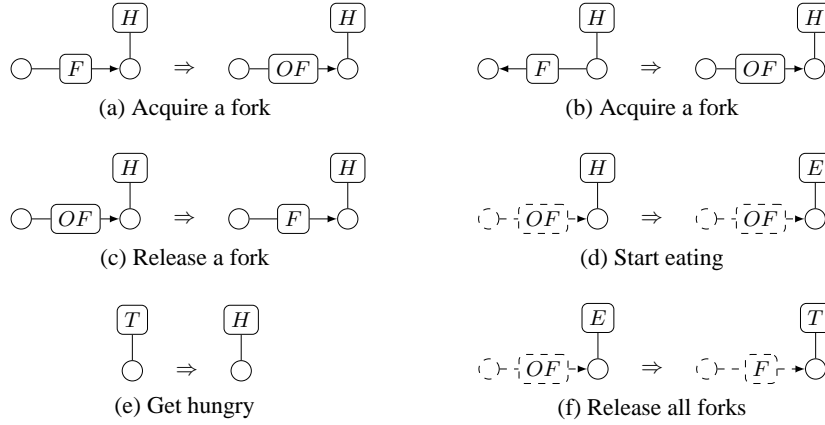 H H H H
F ⇒ OF F ⇒ OF
(a) Acquire a fork (b) Acquire a fork
H H H E
OF ⇒ F OF ⇒ OF
(c) Release a fork (d) Start eating
T H E T
⇒ OF ⇒ F
(e) Get hungry (f) Release all forks